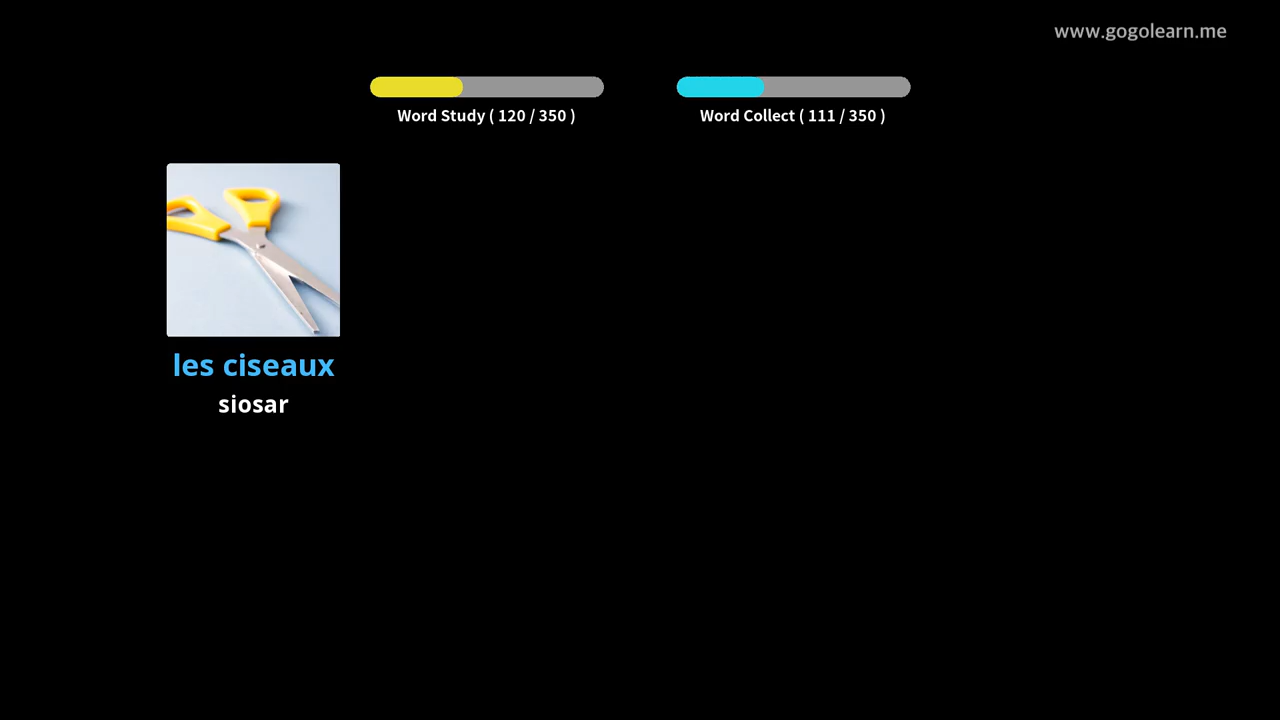 www.gogolearn.me
Word Study ( 120 / 350 )
Word Collect ( 111 / 350 )
les ciseaux
siosar